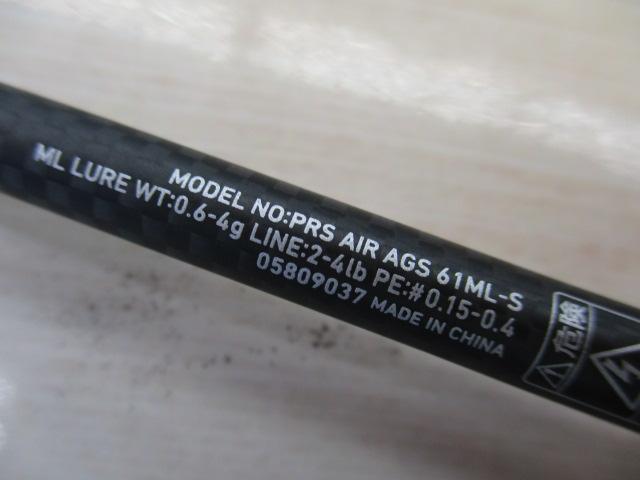 MODEL NO:PRS AIR AGS 61ML-S
ML LURE WT:0.6-4g LINE:2-4lb PE:#0.15-0.4
05809037 MADE IN CHINA
危険